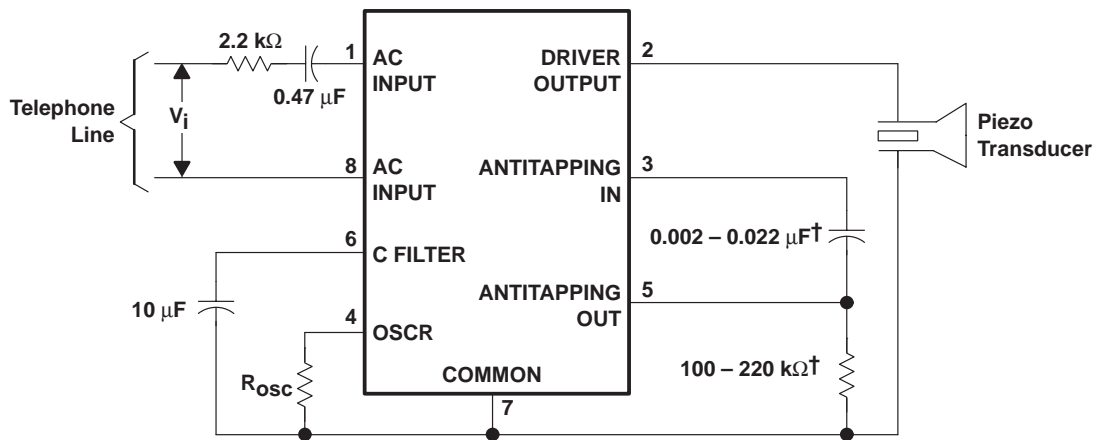 2.2 kΩ
0.47 μF
Telephone
Line
Vi
1
AC
INPUT
8
AC
INPUT
6
C FILTER
10 μF
4
OSCR
Rosc
COMMON
7
DRIVER
OUTPUT
2
Piezo
Transducer
ANTITAPPING
IN
3
0.002 – 0.022 μF†
ANTITAPPING
OUT
5
100 – 220 kΩ†